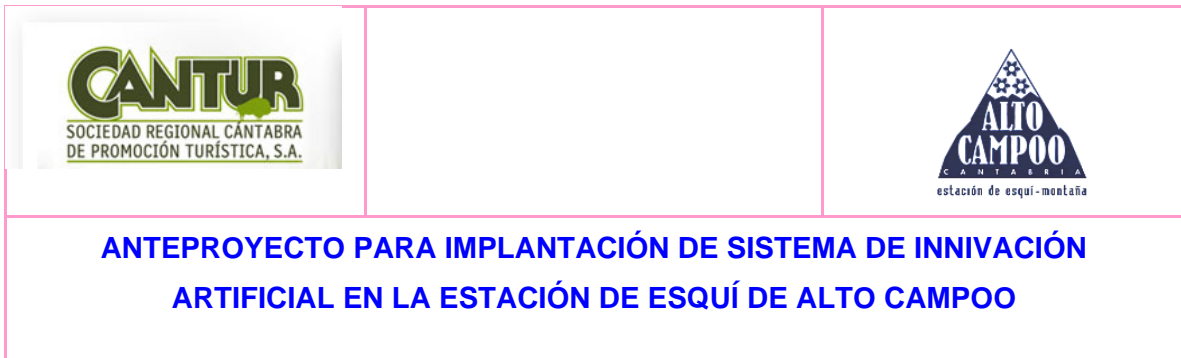 CANTUR
SOCIEDAD REGIONAL CÁNTABRA
DE PROMOCIÓN TURÍSTICA, S.A.
ALTO
CAMPOO
CANTABRIA
estación de esquí-montaña
ANTEPROYECTO PARA IMPLANTACIÓN DE SISTEMA DE INNIVACIÓN
ARTIFICIAL EN LA ESTACIÓN DE ESQUÍ DE ALTO CAMPOO